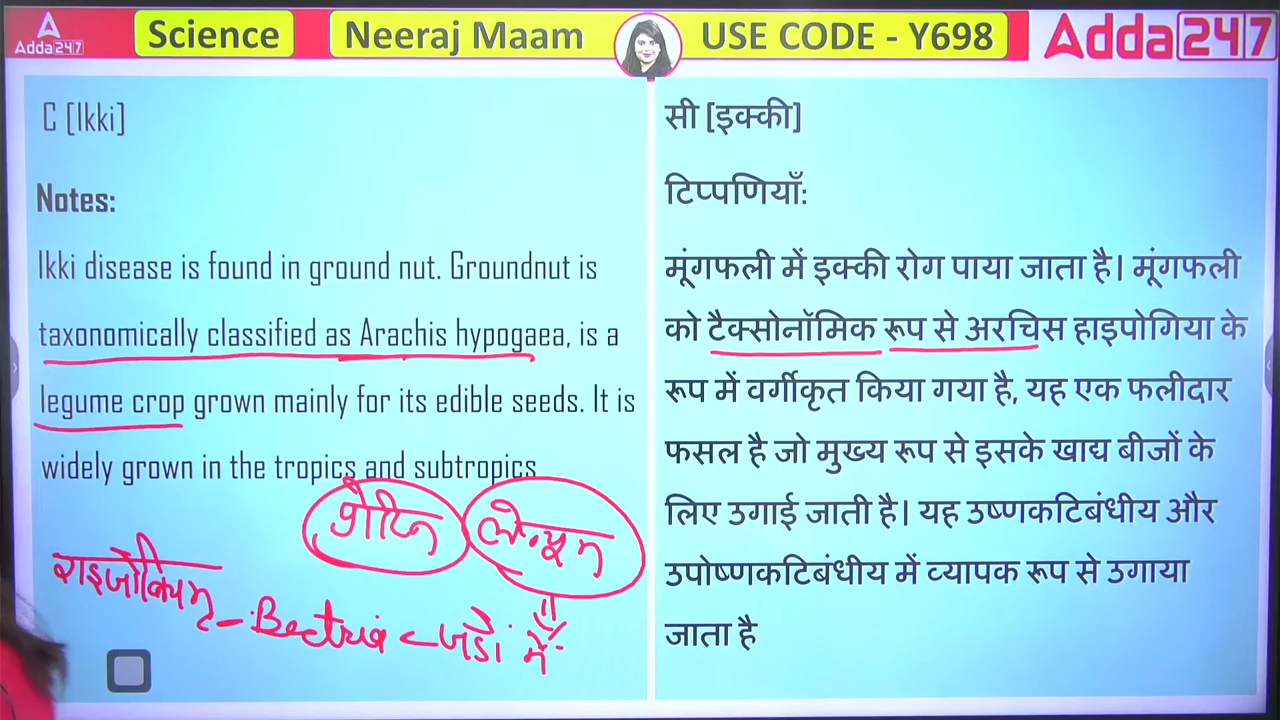 Adda247
Science
Neeraj Maam
USE CODE - Y698
Adda247
C [Ikki]
Notes:
Ikki disease is found in ground nut. Groundnut is
taxonomically classified as Arachis hypogaea, is a
legume crop grown mainly for its edible seeds. It is
widely grown in the tropics and subtropics
सी [इक्की]
टिप्पणियाँ:
मूंगफली में इक्की रोग पाया जाता है। मूंगफली
को टैक्सोनॉमिक रूप से अरचिस हाइपोगिया के
रूप में वर्गीकृत किया गया है, यह एक फलीदार
फसल है जो मुख्य रूप से इसके खाद्य बीजों के
लिए उगाई जाती है। यह उष्णकटिबंधीय और
उपोष्णकटिबंधीय में व्यापक रूप से उगाया
जाता है
राइजोबियम - Bectria - जडों में